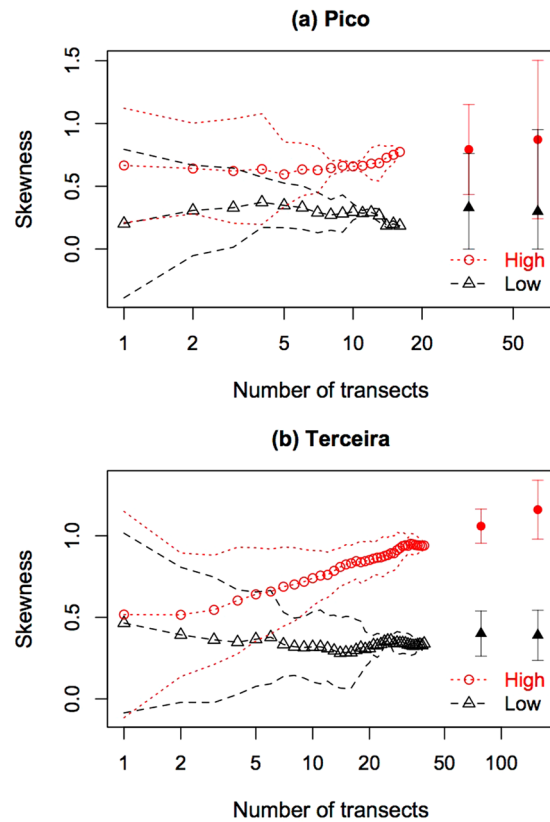 (a) Pico
Skewness
1.5
1.0
0.5
0.0
High
Low
1 2 5 10 20 50
Number of transects
(b) Terceira
Skewness
1.0
0.5
0.0
High
Low
1 2 5 10 20 50 100
Number of transects